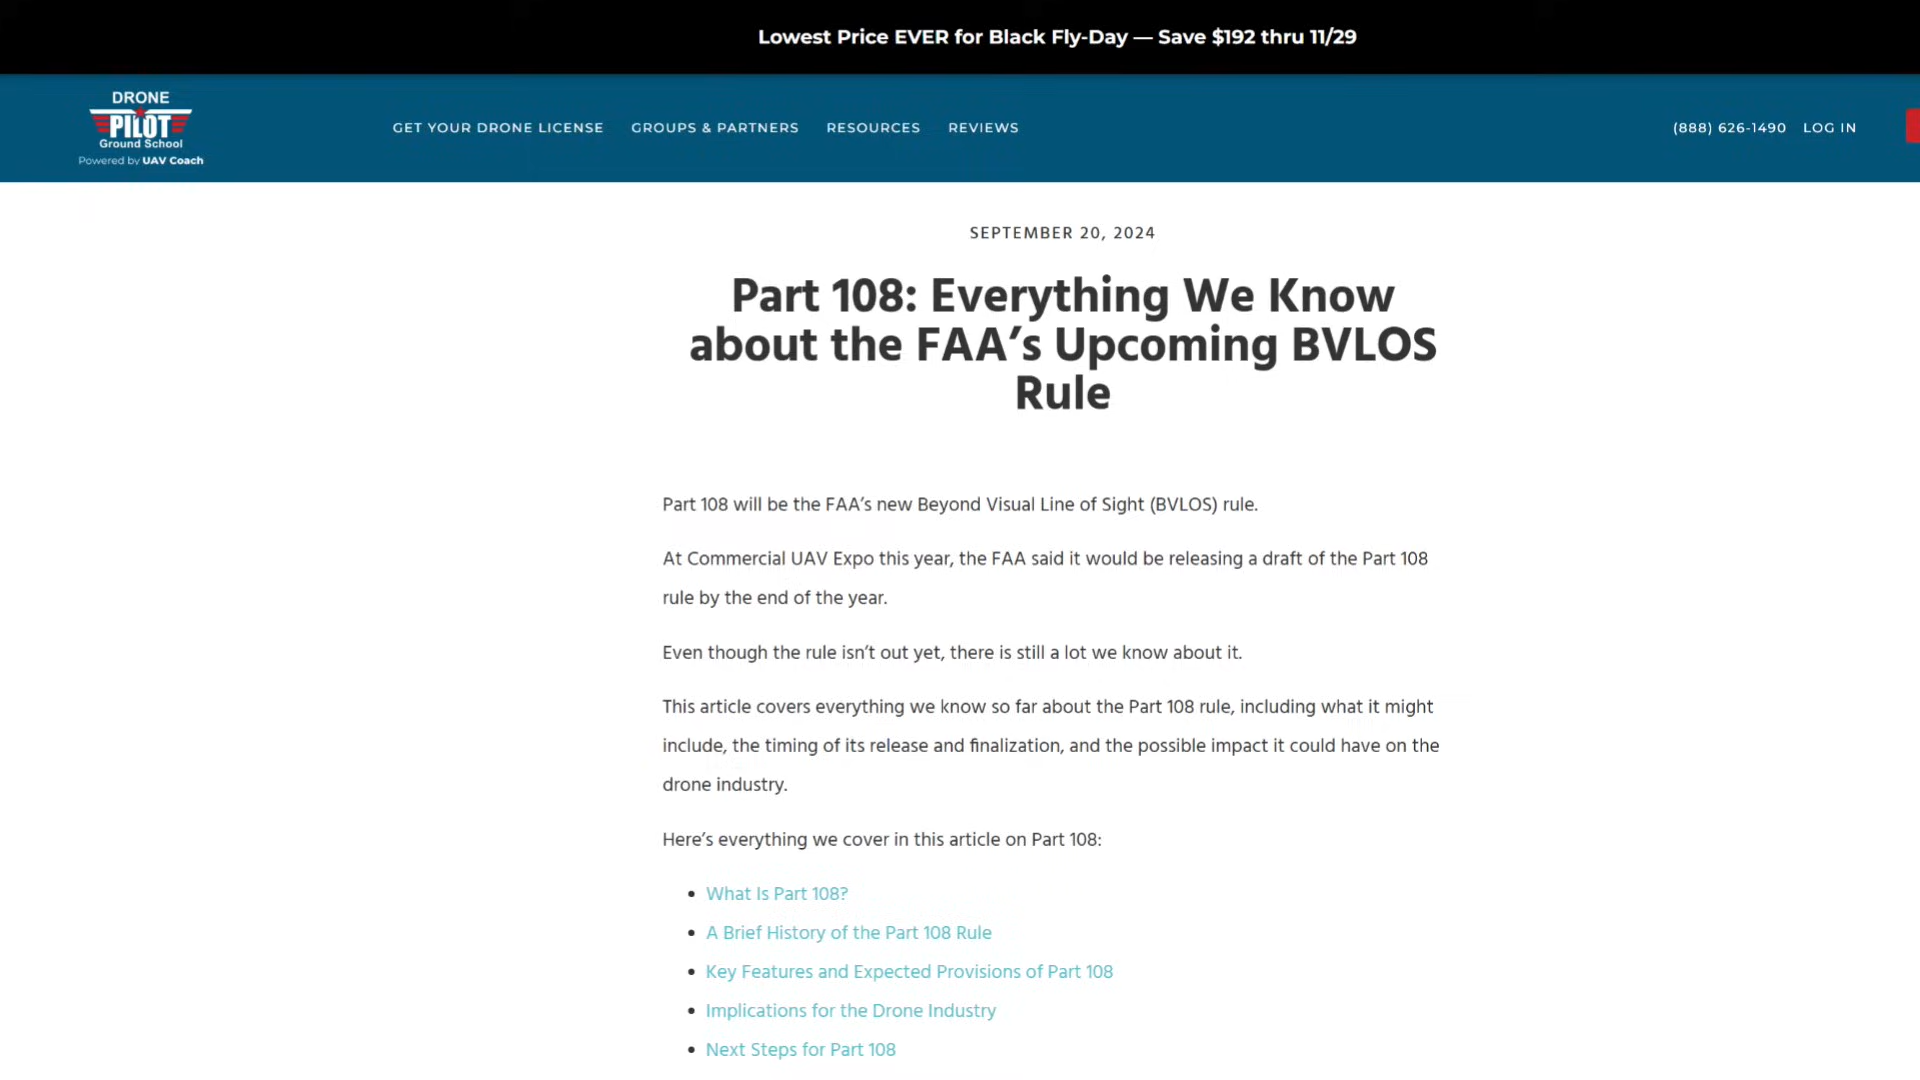 Lowest Price EVER for Black Fly-Day — Save $192 thru 11/29
DRONE
PILOT
Ground School
Powered by UAV Coach
GET YOUR DRONE LICENSE GROUPS & PARTNERS RESOURCES REVIEWS
(888) 626-1490 LOG IN
SEPTEMBER 20, 2024
Part 108: Everything We Know
about the FAA’s Upcoming BVLOS
Rule
Part 108 will be the FAA’s new Beyond Visual Line of Sight (BVLOS) rule.
At Commercial UAV Expo this year, the FAA said it would be releasing a draft of the Part 108
rule by the end of the year.
Even though the rule isn’t out yet, there is still a lot we know about it.
This article covers everything we know so far about the Part 108 rule, including what it might
include, the timing of its release and finalization, and the possible impact it could have on the
drone industry.
Here’s everything we cover in this article on Part 108:
• What Is Part 108?
• A Brief History of the Part 108 Rule
• Key Features and Expected Provisions of Part 108
• Implications for the Drone Industry
• Next Steps for Part 108